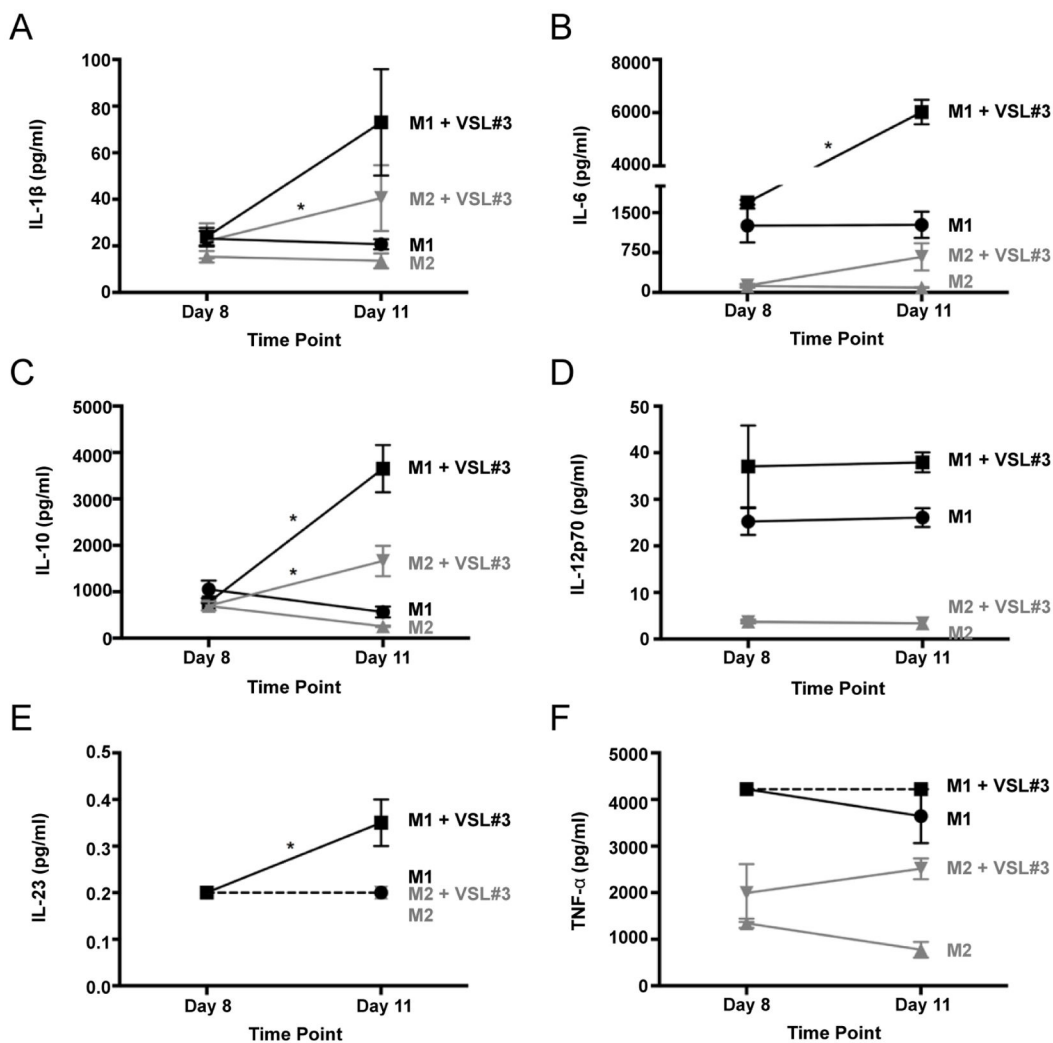 A
IL-1β (pg/ml)
100
80
60
40
20
0
*
M1 + VSL#3
M2 + VSL#3
M1
M2
Day 8
Day 11
Time Point
B
IL-6 (pg/ml)
8000
6000
4000
2000
1500
750
0
*
M1 + VSL#3
M1
M2 + VSL#3
M2
Day 8
Day 11
Time Point
C
IL-10 (pg/ml)
5000
4000
3000
2000
1000
0
*
*
M1 + VSL#3
M2 + VSL#3
M1
M2
Day 8
Day 11
Time Point
D
IL-12p70 (pg/ml)
50
40
30
20
10
0
M1 + VSL#3
M1
M2 + VSL#3
M2
Day 8
Day 11
Time Point
E
IL-23 (pg/ml)
0.5
0.4
0.3
0.2
0.1
0.0
*
M1 + VSL#3
M1
M2 + VSL#3
M2
Day 8
Day 11
Time Point
F
TNF-α (pg/ml)
5000
4000
3000
2000
1000
0
M1 + VSL#3
M1
M2 + VSL#3
M2
Day 8
Day 11
Time Point